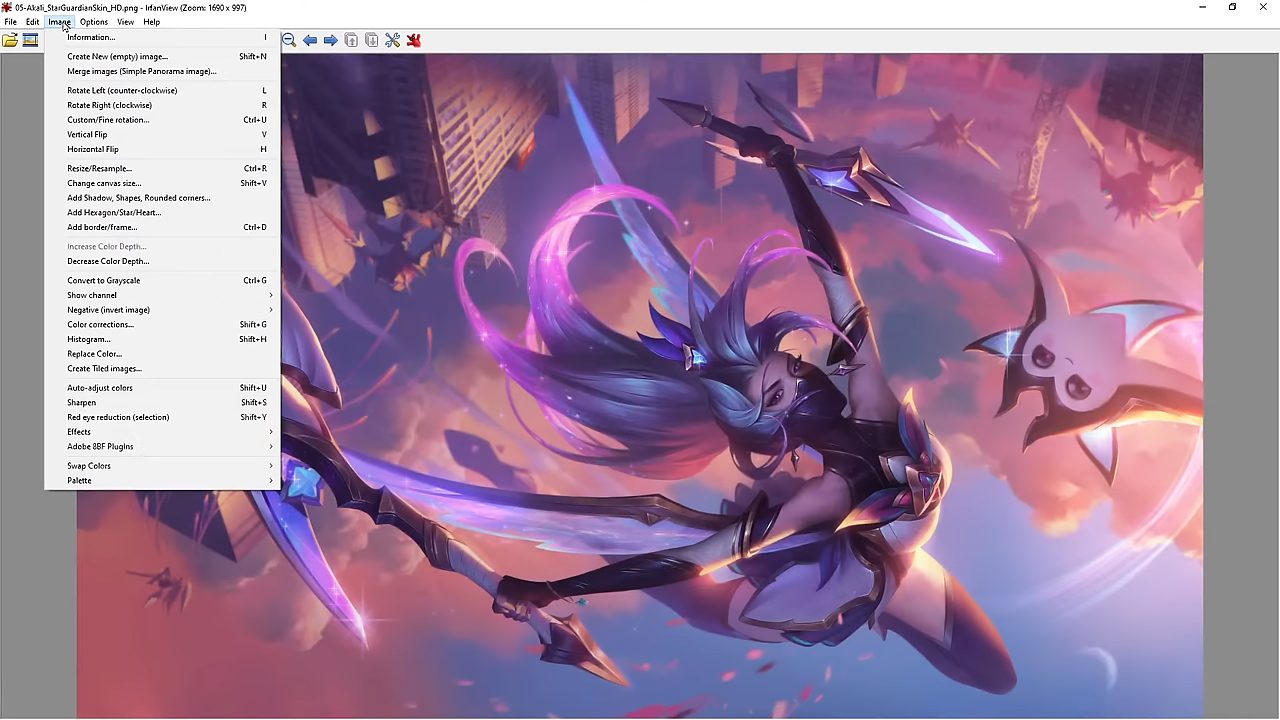 05-Akali_StarGuardianSkin_HD.png - IrfanView (Zoom: 1690 x 997)
File Edit Image Options View Help
Information... I
Create New (empty) image... Shift+N
Merge images (Simple Panorama image)...
Rotate Left (counter-clockwise) L
Rotate Right (clockwise) R
Custom/Fine rotation... Ctrl+U
Vertical Flip V
Horizontal Flip H
Resize/Resample... Ctrl+R
Change canvas size... Shift+V
Add Shadow, Shapes, Rounded corners...
Add Hexagon/Star/Heart...
Add border/frame... Ctrl+D
Increase Color Depth...
Decrease Color Depth...
Convert to Grayscale Ctrl+G
Show channel
Negative (invert image)
Color corrections... Shift+G
Histogram... Shift+H
Replace Color...
Create Tiled images...
Auto-adjust colors Shift+U
Sharpen Shift+S
Red eye reduction (selection) Shift+Y
Effects
Adobe 8BF Plugins
Swap Colors
Palette